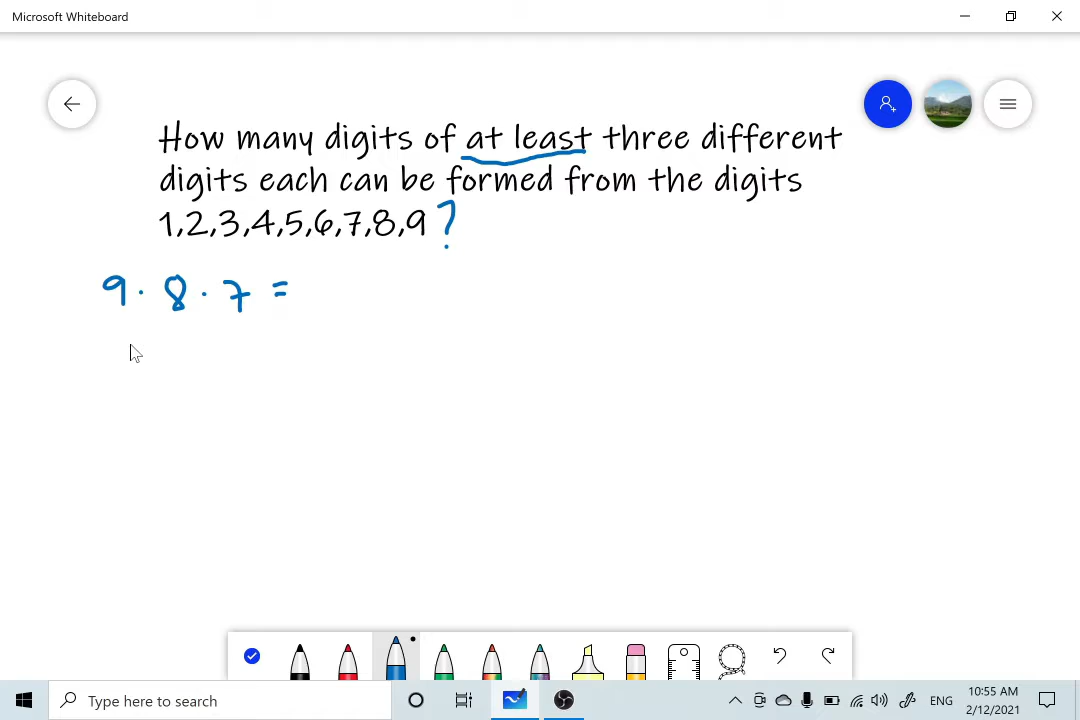 Microsoft Whiteboard
How many digits of at least three different
digits each can be formed from the digits
1,2,3,4,5,6,7,8,9 ?
9 · 8 · 7 =
Type here to search
ENG
10:55 AM
2/12/2021